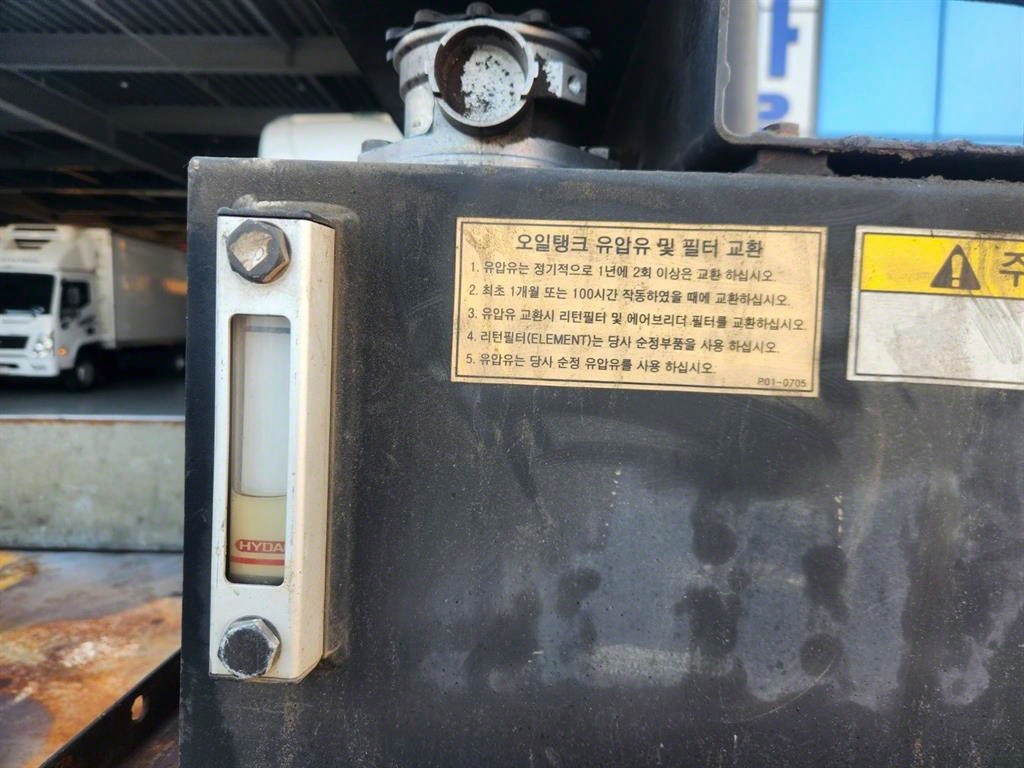 오일탱크 유압유 및 필터 교환
1. 유압유는 정기적으로 1년에 2회 이상은 교환 하십시오.
2. 최초 1개월 또는 100시간 작동하였을 때에 교환하십시오.
3. 유압유 교환시 리턴필터 및 에어브리더 필터를 교환하십시오.
4. 리턴필터(ELEMENT)는 당사 순정부품을 사용 하십시오.
5. 유압유는 당사 순정 유압유를 사용 하십시오.
P01-0705
주
HYDA